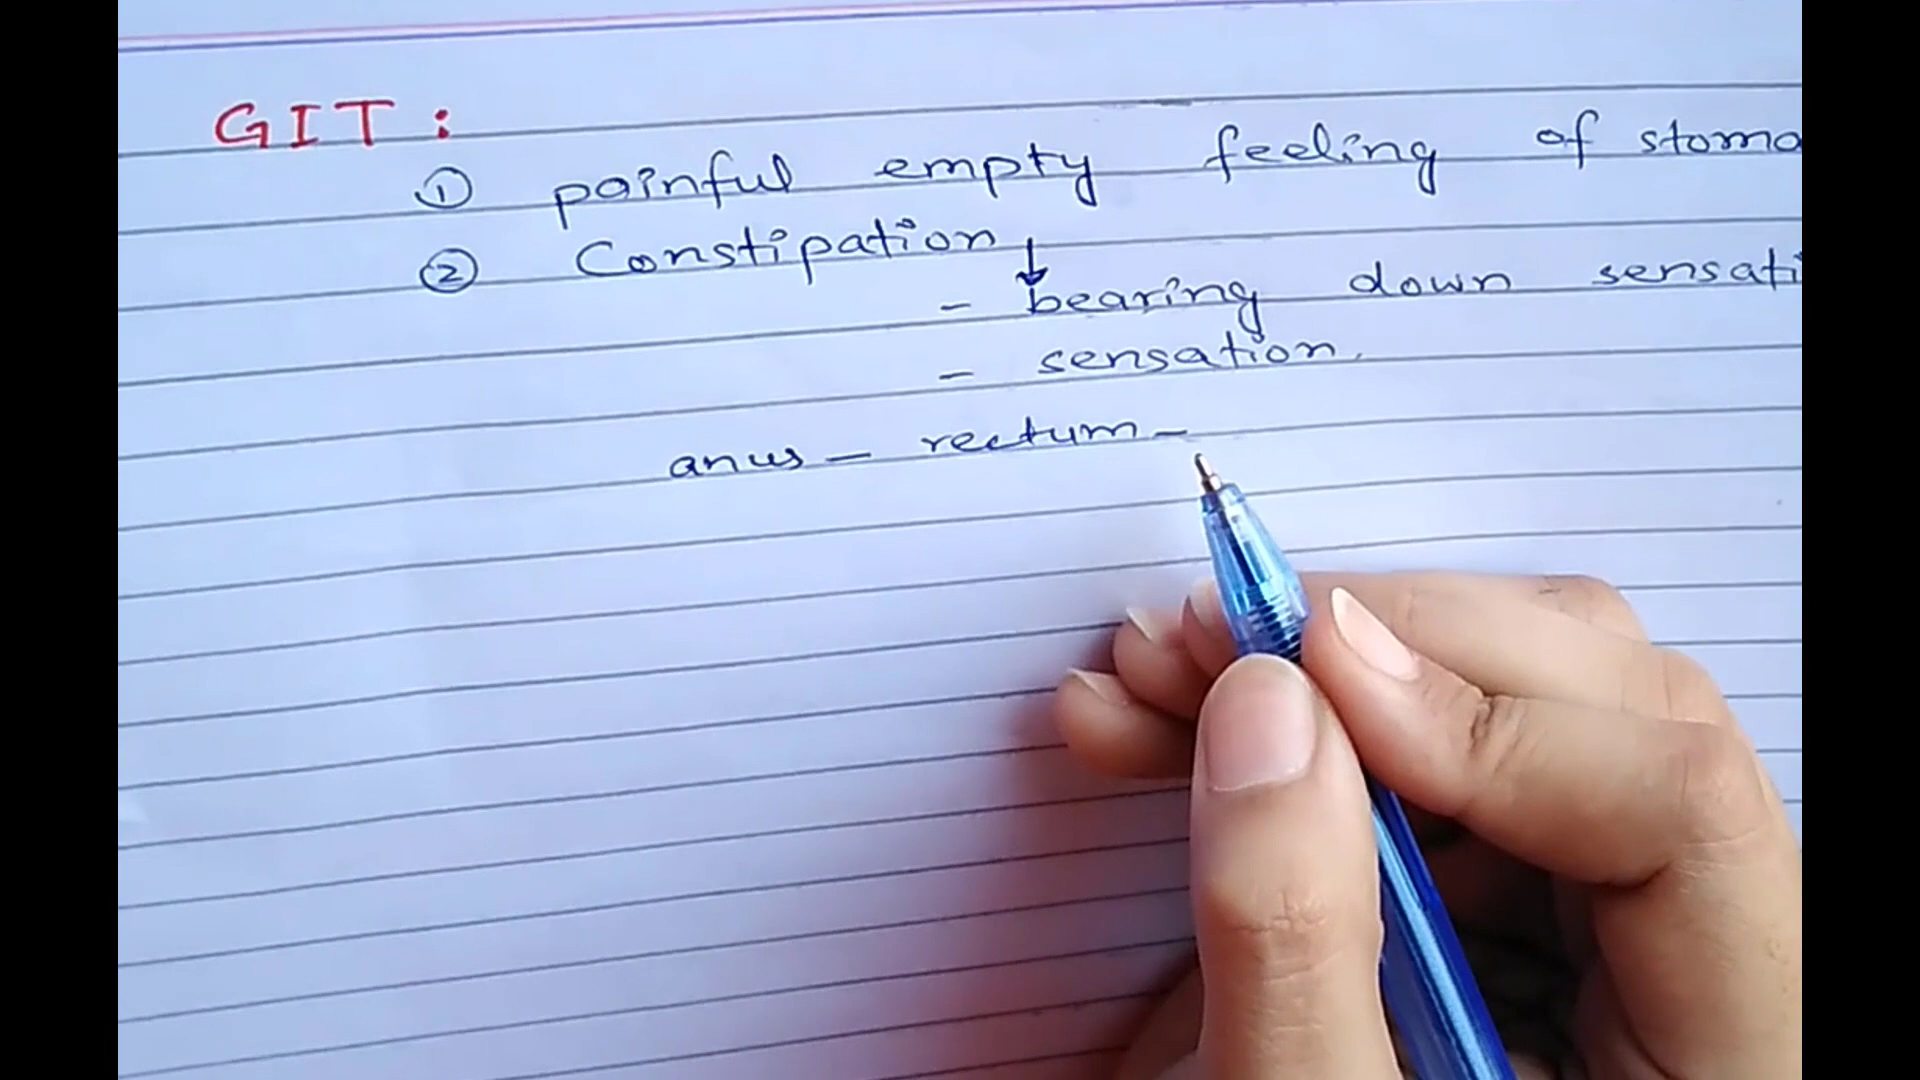 GIT :
① painful empty feeling of stoma
② Constipation ↓
- bearing down sensati
- sensation.
anus - rectum -